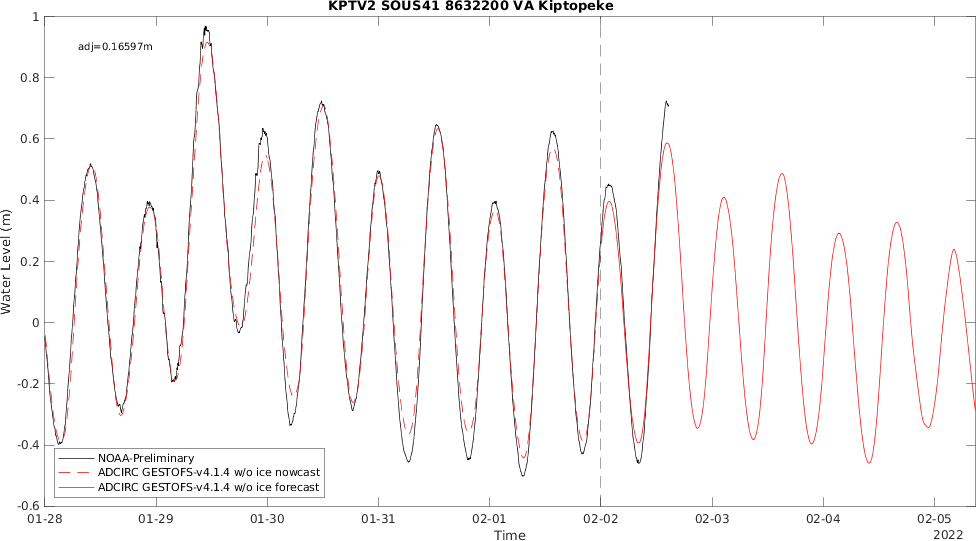 KPTV2 SOUS41 8632200 VA Kiptopeke
adj=0.16597m
1
0.8
0.6
0.4
0.2
0
-0.2
-0.4
-0.6
Water Level (m)
NOAA-Preliminary
ADCIRC GESTOFS-v4.1.4 w/o ice nowcast
ADCIRC GESTOFS-v4.1.4 w/o ice forecast
01-28 01-29 01-30 01-31 02-01 02-02 02-03 02-04 02-05
Time
2022